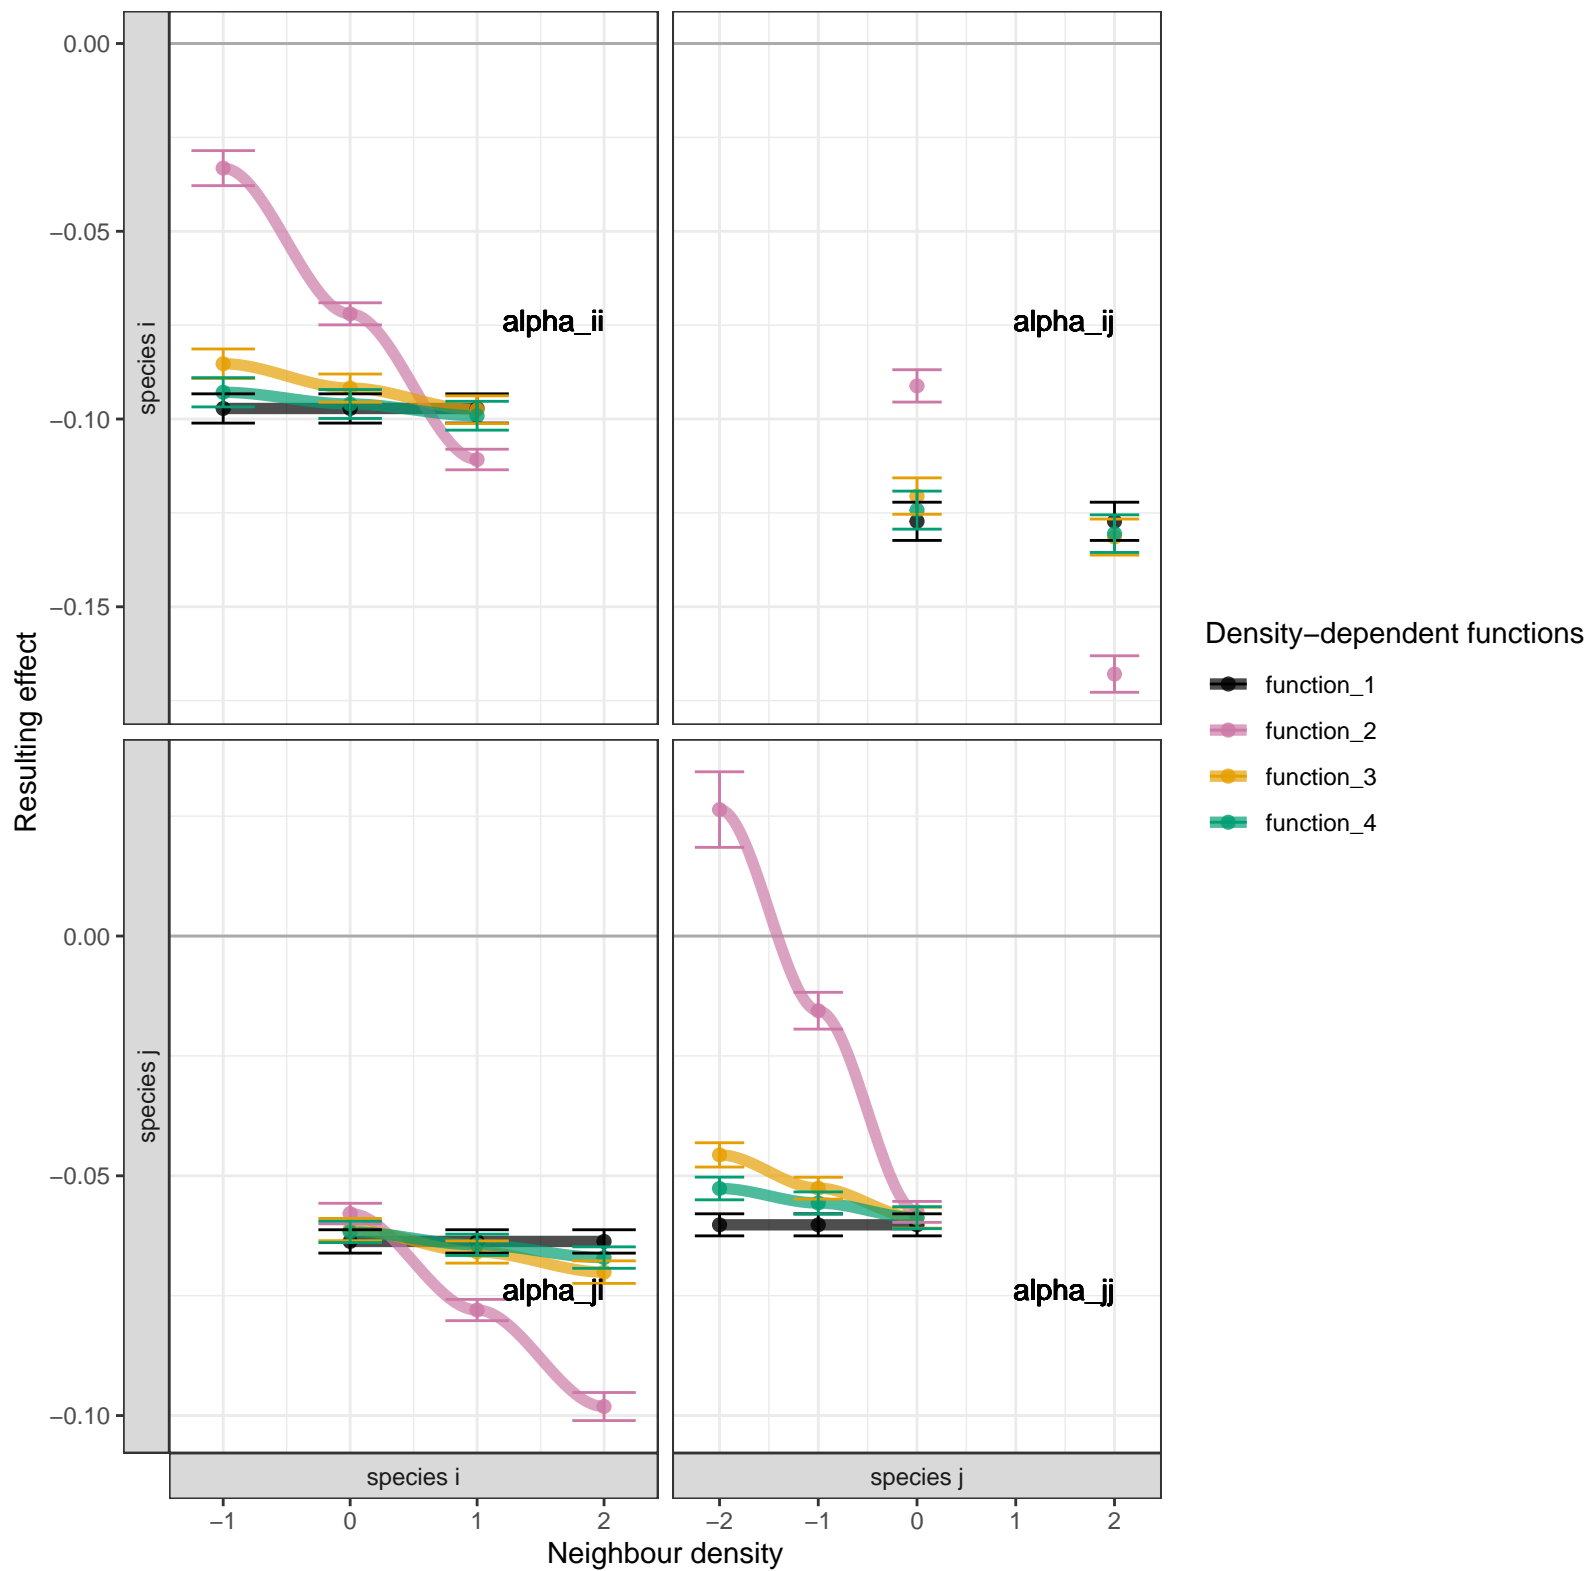 0.00
−0.05
−0.10
−0.15
species i
alpha_ii
alpha_ij
Resulting effect
0.00
−0.05
−0.10
species j
alpha_ji
alpha_jj
species i
species j
−1 0 1 2
−2 −1 0 1 2
Neighbour density
Density−dependent functions
function_1
function_2
function_3
function_4